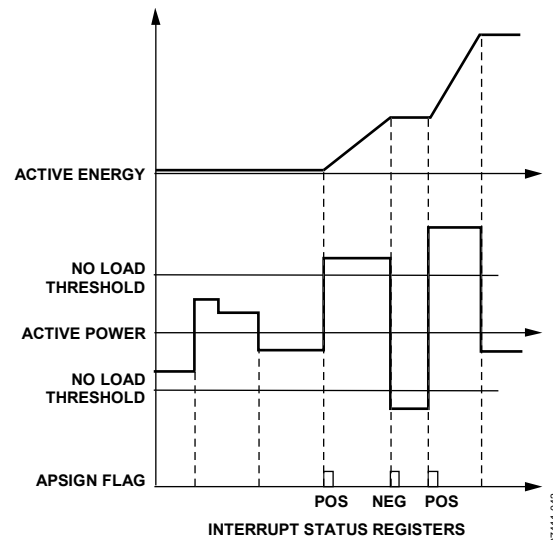 ACTIVE ENERGY
NO LOAD
THRESHOLD
ACTIVE POWER
NO LOAD
THRESHOLD
APSIGN FLAG
POS NEG POS
INTERRUPT STATUS REGISTERS